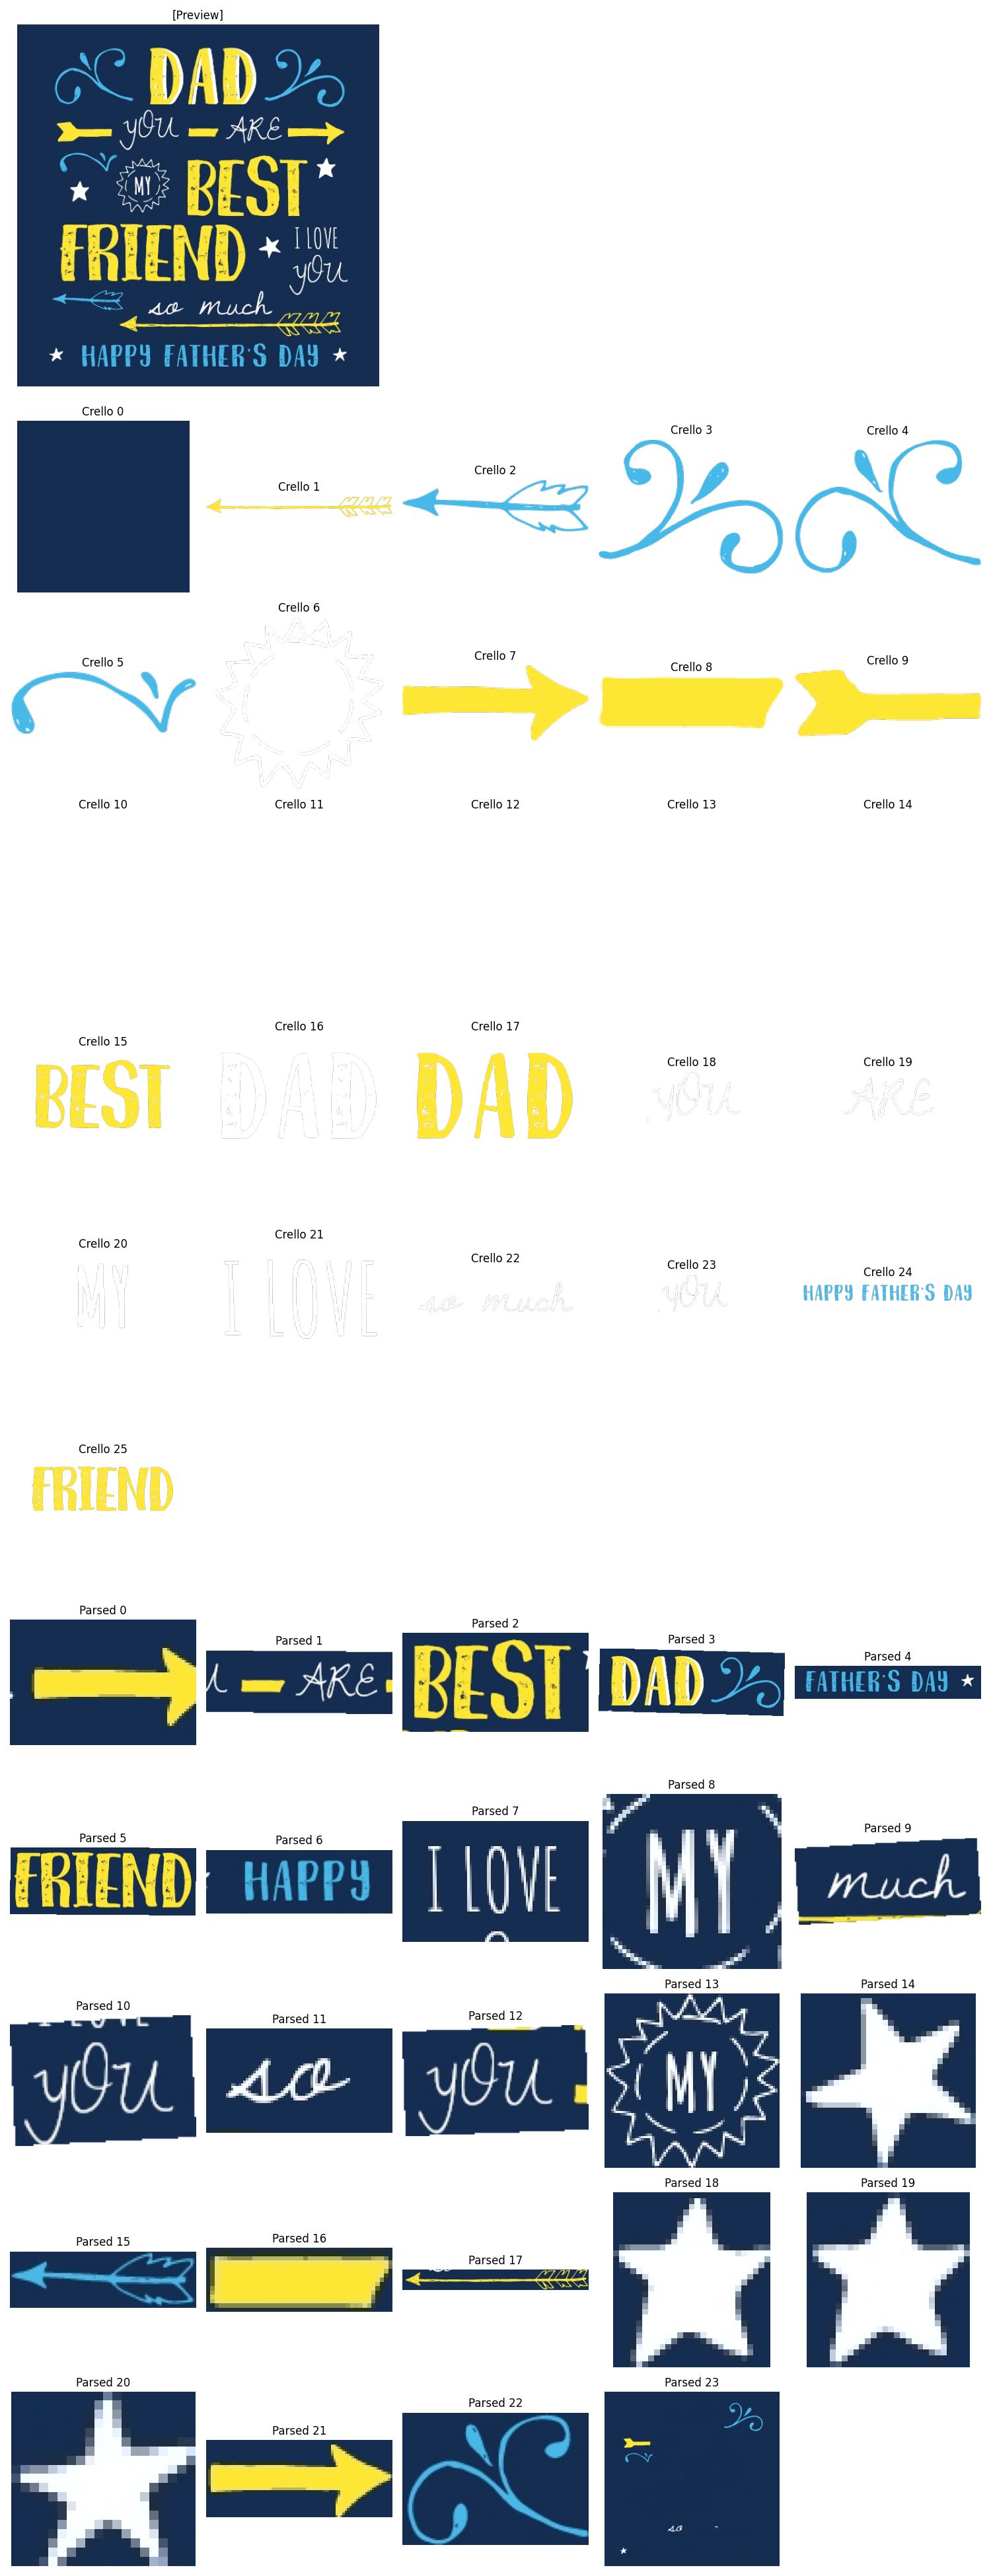 [Preview]
DAD
YOU ARE
MY BEST
FRIEND I LOVE
YOU
so much
HAPPY FATHER'S DAY
Crello 0
Crello 1
Crello 2
Crello 3
Crello 4
Crello 5
Crello 6
Crello 7
Crello 8
Crello 9
Crello 10
Crello 11
Crello 12
Crello 13
Crello 14
Crello 15
BEST
Crello 16
DAD
Crello 17
DAD
Crello 18
YOU
Crello 19
ARE
Crello 20
MY
Crello 21
I LOVE
Crello 22
so much
Crello 23
YOU
Crello 24
HAPPY FATHER'S DAY
Crello 25
FRIEND
Parsed 0
Parsed 1
U ARE
Parsed 2
BEST
Parsed 3
DAD
Parsed 4
FATHER'S DAY
Parsed 5
FRIEND
Parsed 6
HAPPY
Parsed 7
I LOVE
Parsed 8
MY
Parsed 9
much
Parsed 10
I LOVE
YOU
Parsed 11
so
Parsed 12
YOU
Parsed 13
MY
Parsed 14
Parsed 15
Parsed 16
Parsed 17
Parsed 18
Parsed 19
Parsed 20
Parsed 21
Parsed 22
Parsed 23
so